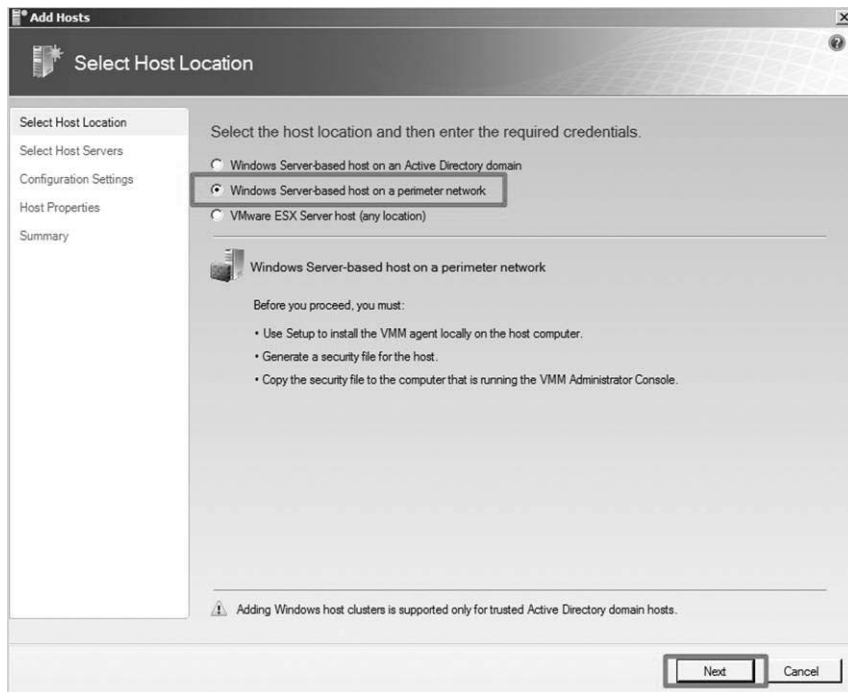 Add Hosts
Select Host Location
Select Host Location
Select Host Servers
Configuration Settings
Host Properties
Summary
Select the host location and then enter the required credentials.
Windows Server-based host on an Active Directory domain
Windows Server-based host on a perimeter network
VMware ESX Server host (any location)
Windows Server-based host on a perimeter network
Before you proceed, you must:
• Use Setup to install the VMM agent locally on the host computer.
• Generate a security file for the host.
• Copy the security file to the computer that is running the VMM Administrator Console.
Adding Windows host clusters is supported only for trusted Active Directory domain hosts.
Next Cancel